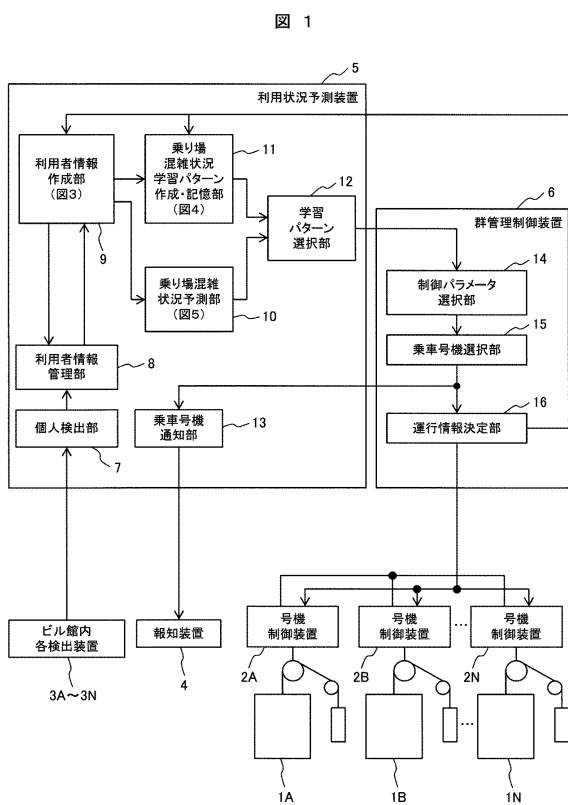 図 1
5
利用状況予測装置
利用者情報
作成部
(図3)
9
乗り場
混雑状況
学習パターン
作成・記憶部
(図4)
11
12
学習
パターン
選択部
6
群管理制御装置
乗り場混雑
状況予測部
(図5)
10
14
制御パラメータ
選択部
15
乗車号機選択部
利用者情報
管理部
8
個人検出部
7
乗車号機
通知部
13
16
運行情報決定部
ビル館内
各検出装置
3A～3N
報知装置
4
号機
制御装置
2A
号機
制御装置
2B
…
号機
制御装置
2N
…
1A
1B
1N